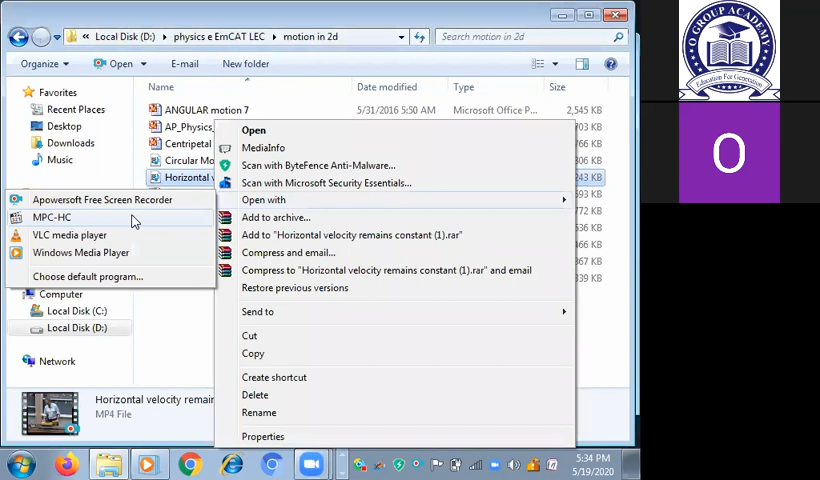 Local Disk (D:) physics e EmCAT LEC motion in 2d
Search motion in 2d
Organize Open E-mail New folder
Favorites
Recent Places
Desktop
Downloads
Music
Computer
Local Disk (C:)
Local Disk (D:)
Network
Name Date modified Type Size
ANGULAR motion 7 5/31/2016 5:50 AM Microsoft Office P... 2,545 KB
AP_Physics_ 703 KB
Centripetal 766 KB
Circular Mo
Horizontal v 243 KB
Open
MediaInfo
Scan with ByteFence Anti-Malware...
Scan with Microsoft Security Essentials...
Open with
Add to archive...
Add to "Horizontal velocity remains constant (1).rar"
Compress and email...
Compress to "Horizontal velocity remains constant (1).rar" and email
Restore previous versions
Send to
Cut
Copy
Create shortcut
Delete
Rename
Properties
Apowersoft Free Screen Recorder
MPC-HC
VLC media player
Windows Media Player
Choose default program...
Horizontal velocity remain
MP4 File
5:34 PM
5/19/2020
O GROUP ACADEMY
Education For Generation
O